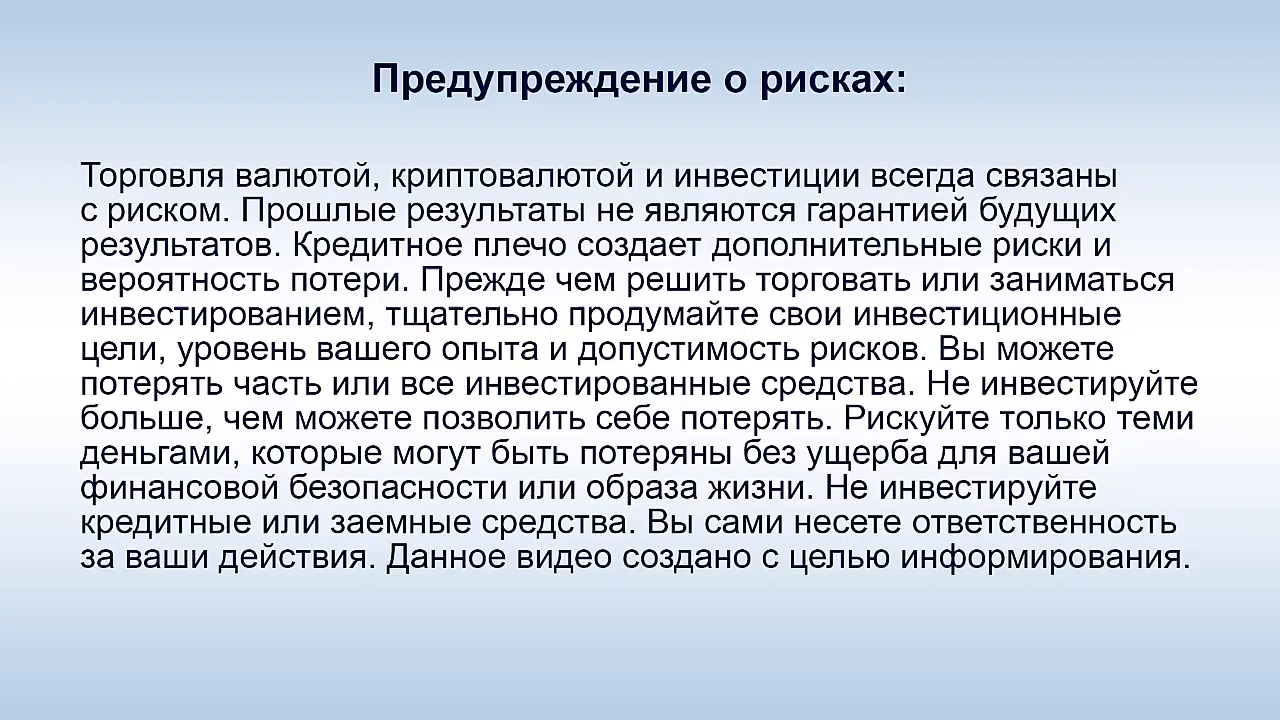 Предупреждение о рисках:
Торговля валютой, криптовалютой и инвестиции всегда связаны
с риском. Прошлые результаты не являются гарантией будущих
результатов. Кредитное плечо создает дополнительные риски и
вероятность потери. Прежде чем решить торговать или заниматься
инвестированием, тщательно продумайте свои инвестиционные
цели, уровень вашего опыта и допустимость рисков. Вы можете
потерять часть или все инвестированные средства. Не инвестируйте
больше, чем можете позволить себе потерять. Рискуйте только теми
деньгами, которые могут быть потеряны без ущерба для вашей
финансовой безопасности или образа жизни. Не инвестируйте
кредитные или заемные средства. Вы сами несете ответственность
за ваши действия. Данное видео создано с целью информирования.